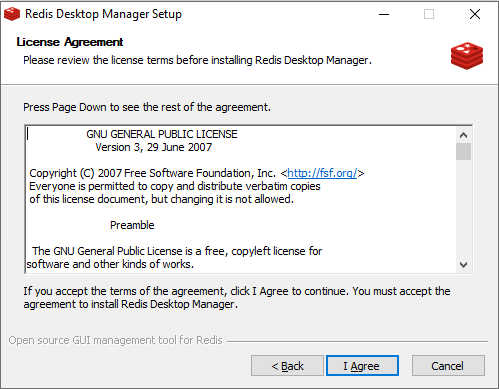 Redis Desktop Manager Setup
License Agreement
Please review the license terms before installing Redis Desktop Manager.
Press Page Down to see the rest of the agreement.
GNU GENERAL PUBLIC LICENSE
Version 3, 29 June 2007
Copyright (C) 2007 Free Software Foundation, Inc. <http://fsf.org/>
Everyone is permitted to copy and distribute verbatim copies
of this license document, but changing it is not allowed.
Preamble
The GNU General Public License is a free, copyleft license for
software and other kinds of works.
If you accept the terms of the agreement, click I Agree to continue. You must accept the
agreement to install Redis Desktop Manager.
Open source GUI management tool for Redis
< Back I Agree Cancel